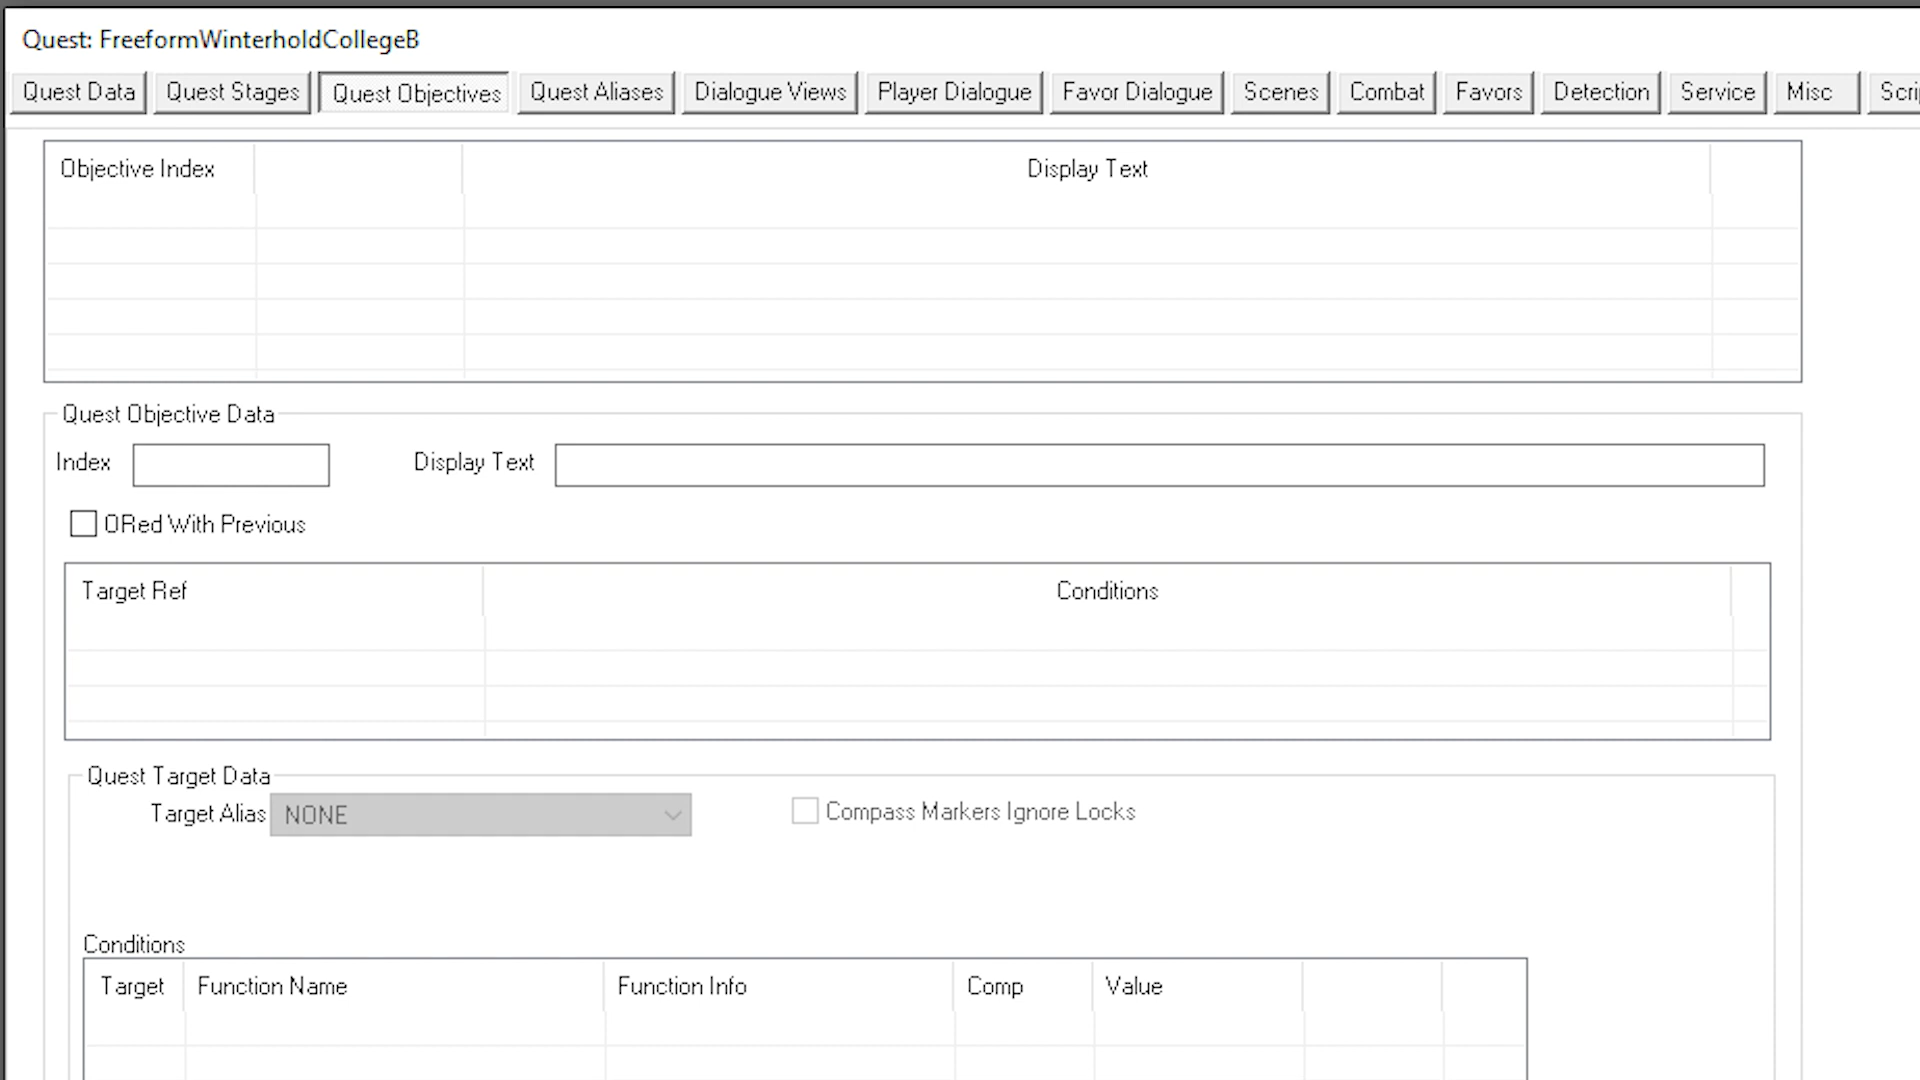 Quest: FreeformWinterholdCollegeB
Quest Data Quest Stages Quest Objectives Quest Aliases Dialogue Views Player Dialogue Favor Dialogue Scenes Combat Favors Detection Service Misc
Objective Index Display Text
Quest Objective Data
Index Display Text
ORed With Previous
Target Ref Conditions
Quest Target Data
Target Alias NONE Compass Markers Ignore Locks
Conditions
Target Function Name Function Info Comp Value